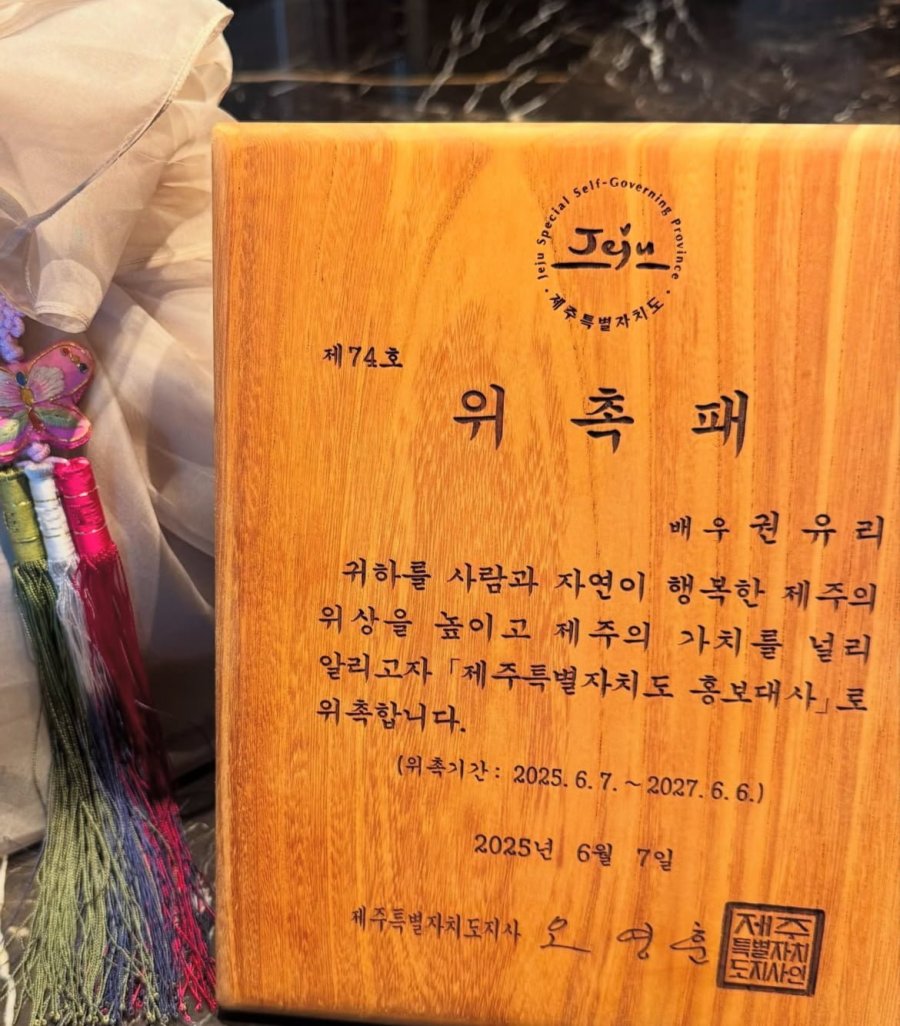 Jeju Special Self-Governing Province
Jeju
· 제주특별자치도 ·
제74호
위 촉 패
배우 권유리
귀하를 사람과 자연이 행복한 제주의
위상을 높이고 제주의 가치를 널리
알리고자 「제주특별자치도 홍보대사」로
위촉합니다.
(위촉기간 : 2025. 6. 7. ~ 2027. 6. 6.)
2025년 6월 7일
제주특별자치도지사 오영훈
제주
특별자치
도지사인